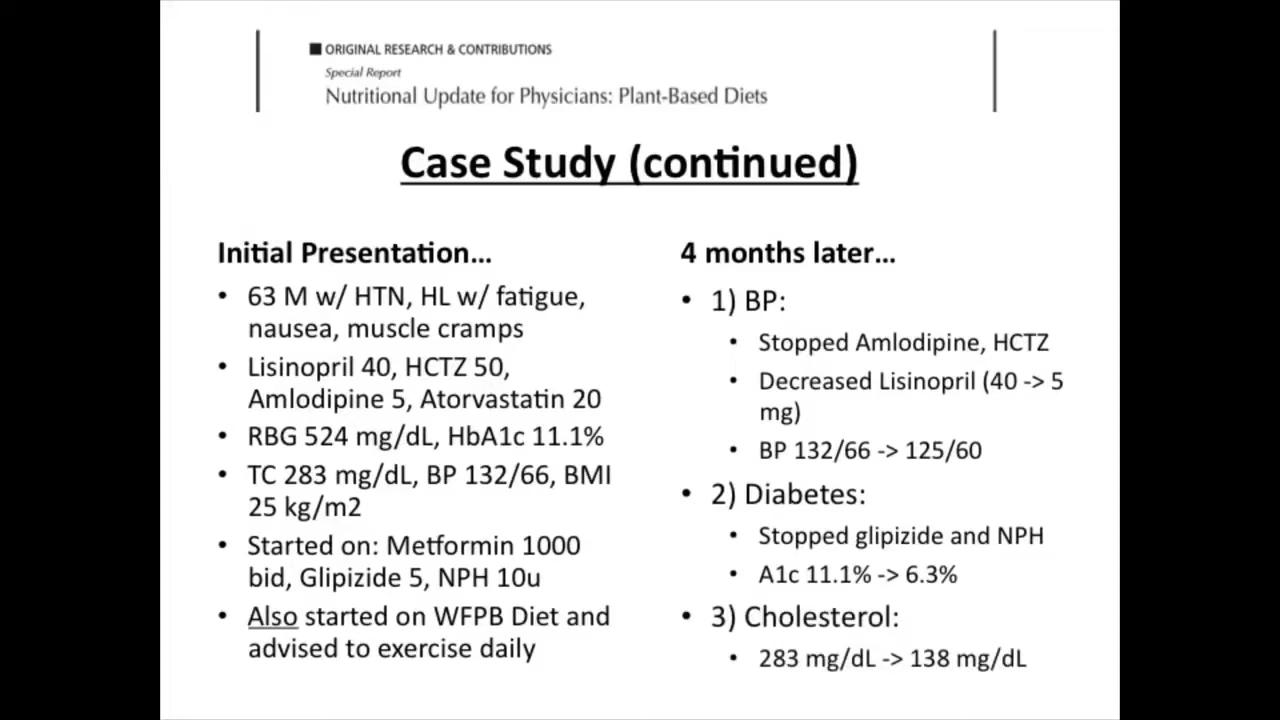 ORIGINAL RESEARCH & CONTRIBUTIONS
Special Report
Nutritional Update for Physicians: Plant-Based Diets
Case Study (continued)
Initial Presentation...
• 63 M w/ HTN, HL w/ fatigue,
nausea, muscle cramps
• Lisinopril 40, HCTZ 50,
Amlodipine 5, Atorvastatin 20
• RBG 524 mg/dL, HbA1c 11.1%
• TC 283 mg/dL, BP 132/66, BMI
25 kg/m2
• Started on: Metformin 1000
bid, Glipizide 5, NPH 10u
• Also started on WFPB Diet and
advised to exercise daily
4 months later...
• 1) BP:
• Stopped Amlodipine, HCTZ
• Decreased Lisinopril (40 -> 5
mg)
• BP 132/66 -> 125/60
• 2) Diabetes:
• Stopped glipizide and NPH
• A1c 11.1% -> 6.3%
• 3) Cholesterol:
• 283 mg/dL -> 138 mg/dL